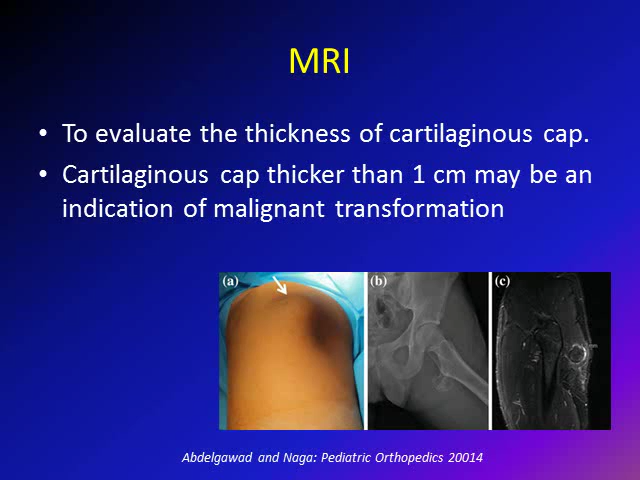 MRI
• To evaluate the thickness of cartilaginous cap.
• Cartilaginous cap thicker than 1 cm may be an
indication of malignant transformation
(a) (b) (c)
Abdelgawad and Naga: Pediatric Orthopedics 20014